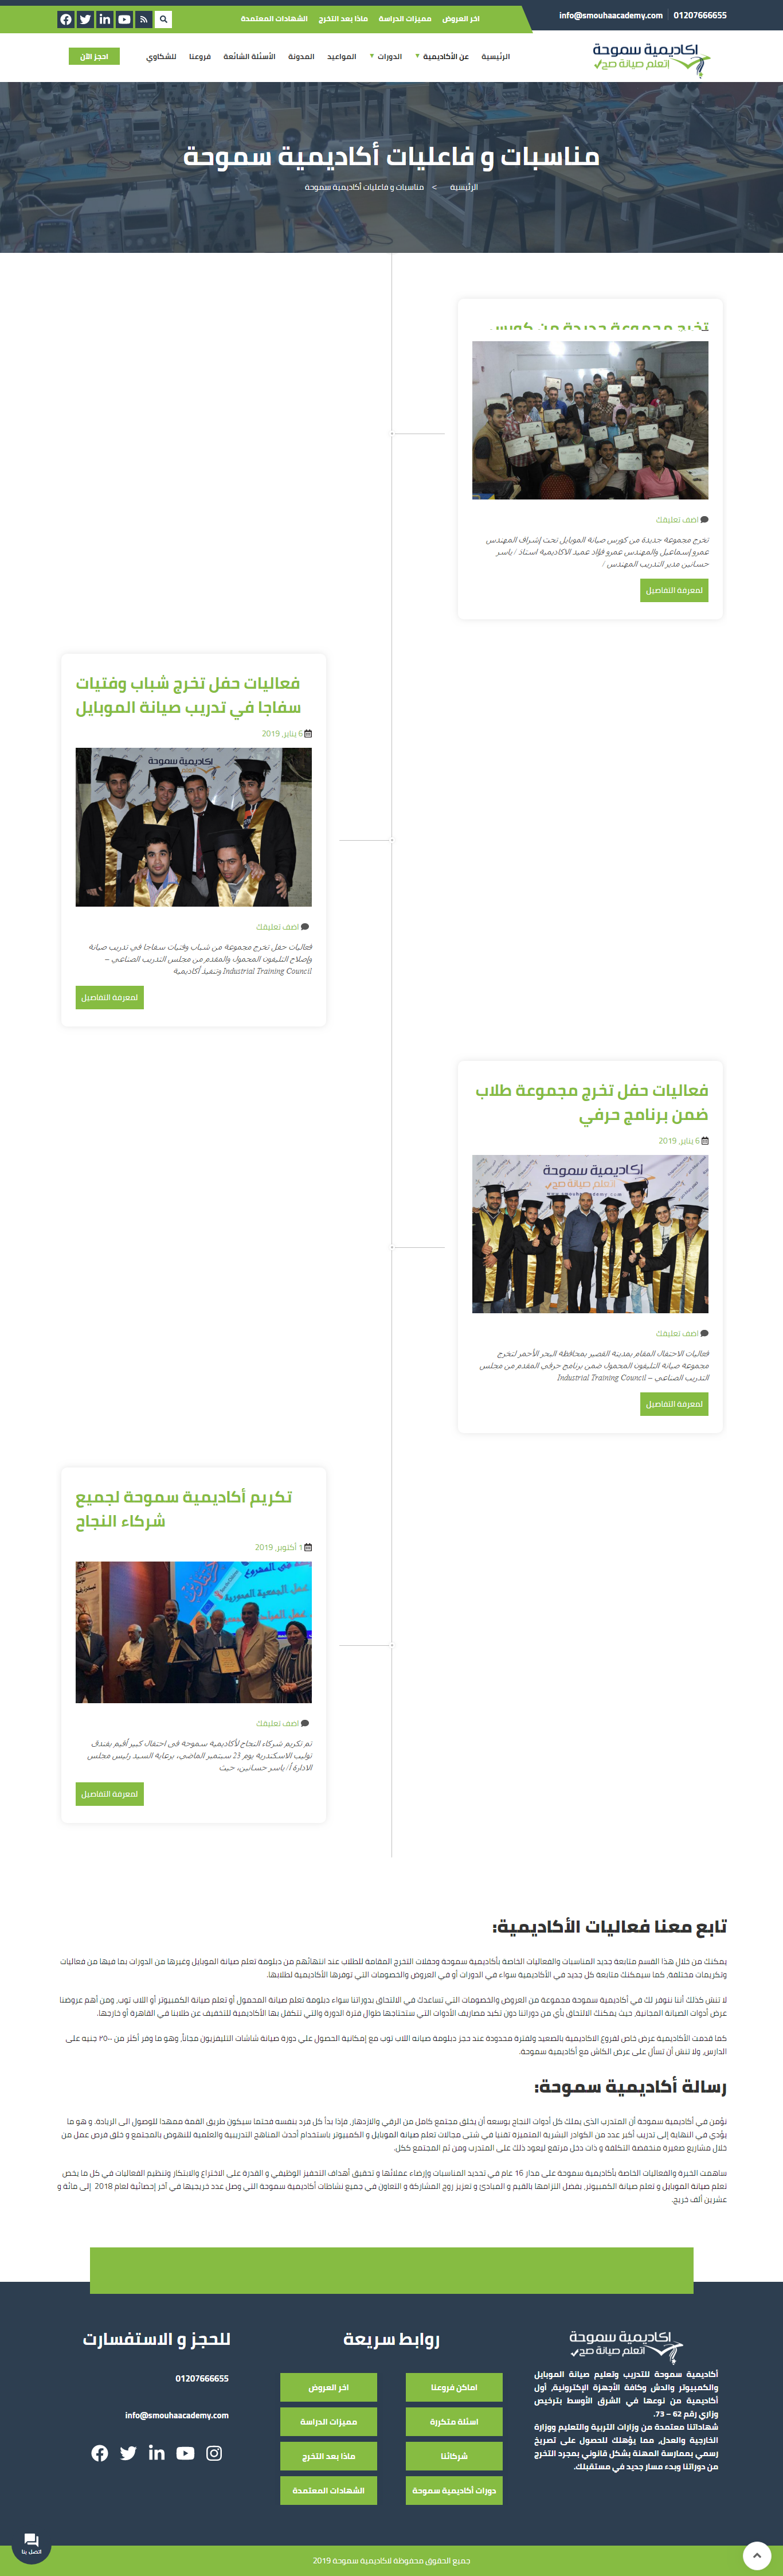 01207666655 info@smouhaacademy.com
اخر العروض مميزات الدراسة ماذا بعد التخرج الشهادات المعتمدة
اكاديمية سموحة
اتعلم صيانة صح
الرئيسية عن الأكاديمية الدورات المواعيد المدونة الأسئلة الشائعة فروعنا للشكاوي احجز الآن
مناسبات و فاعليات أكاديمية سموحة
الرئيسية > مناسبات و فاعليات أكاديمية سموحة
تخرج مجموعة جديدة من كورس
اضف تعليقك
تخرج مجموعة جديدة من كورس صيانة الموبايل تحت إشراف المهندس
عمرو إسماعيل والمهندس عمرو فؤاد عميد الاكاديمية استاذ / ياسر
حسانين مدير التدريب المهندس /
لمعرفة التفاصيل
فعاليات حفل تخرج شباب وفتيات
سفاجا في تدريب صيانة الموبايل
6 يناير, 2019
اكاديمية سموحة
اضف تعليقك
فعاليات حفل تخرج مجموعة من شباب وفتيات سفاجا في تدريب صيانة
وإصلاح التليفون المحمول والمقدم من مجلس التدريب الصناعي –
Industrial Training Council وتنفيذ أكاديمية
لمعرفة التفاصيل
فعاليات حفل تخرج مجموعة طلاب
ضمن برنامج حرفي
6 يناير, 2019
اكاديمية سموحة
اتعلم صيانة صح
اضف تعليقك
فعاليات الاحتفال المقام بمدينة القصير بمحافظة البحر الأحمر لتخرج
مجموعة صيانة التليفون المحمول ضمن برنامج حرفي المقدم من مجلس
التدريب الصناعي – Industrial Training Council
لمعرفة التفاصيل
تكريم أكاديمية سموحة لجميع
شركاء النجاح
1 أكتوبر, 2019
اضف تعليقك
تم تكريم شركاء النجاح لأكاديمية سموحة في احتفال كبير أقيم بفندق
توليب الاسكندرية يوم 23 سبتمبر الماضي، برعاية السيد رئيس مجلس
الادارة أ/ ياسر حسانين، حيث
لمعرفة التفاصيل
تابع معنا فعاليات الأكاديمية:
يمكنك من خلال هذا القسم متابعة جديد المناسبات والفعاليات الخاصة بأكاديمية سموحة وحفلات التخرج المقامة للطلاب عند انتهائهم من دبلومة تعلم صيانة الموبايل وغيرها من الدورات بما فيها من فعاليات
وتكريمات مختلفة, كما سيمكنك متابعة كل جديد في الأكاديمية سواء في الدورات أو في العروض والخصومات التي توفرها الأكاديمية لطلابها.
لا تنس كذلك أننا نتوفر لك في أكاديمية سموحة مجموعة من العروض والخصومات التي تساعدك في الالتحاق بدوراتنا سواء دبلومة تعلم صيانة المحمول أو تعلم صيانة الكمبيوتر أو اللاب توب, ومن أهم عروضنا
عرض أدوات الصيانة المجانية, حيث يمكنك الالتحاق بأي من دوراتنا دون تكبد مصاريف الأدوات التي ستحتاجها طوال فترة الدورة والتي تتكفل بها الأكاديمية للتخفيف عن طلابنا في القاهرة أو خارجها.
كما قدمت الأكاديمية عرض خاص لفروع الاكاديمية بالصعيد ولفترة محدودة عند حجز دبلومة صيانه اللاب توب مع إمكانية الحصول علي دورة صيانة شاشات التليفزيون مجاناً, وهو ما وفر أكثر من ٢٥٠٠ جنيه على
الدارس, ولا تنس أن تسأل على عرض الكاش مع أكاديمية سموحة.
رسالة أكاديمية سموحة:
نؤمن في أكاديمية سموحة أن المتدرب الذى يملك كل أدوات النجاح بوسعه أن يخلق مجتمع كامل من الرقي والازدهار, فإذا بدأ كل فرد بنفسه فحتما سيكون طريق القمة ممهدا للوصول الى الريادة. و هو ما
يؤدي في النهاية إلى تدريب أكبر عدد من الكوادر البشرية المتميزة تقنيا في شتى مجالات تعلم صيانة الموبايل و الكمبيوتر باستخدام أحدث المناهج التدريبية والعلمية للنهوض بالمجتمع و خلق فرص عمل من
خلال مشاريع صغيرة منخفضة التكلفة و ذات دخل مرتفع ليعود ذلك على المتدرب ومن ثم المجتمع ككل.
ساهمت الخبرة والفعاليات الخاصة بأكاديمية سموحة على مدار 16 عام في تحديد المناسبات وإرضاء عملائها و تحقيق أهداف التحفيز الوظيفي و القدرة على الاختراع والابتكار وتنظيم الفعاليات في كل ما يخص
تعلم صيانة الموبايل و تعلم صيانة الكمبيوتر, بفضل التزامها بالقيم و المبادئ و تعزيز روح المشاركة و التعاون في جميع نشاطات أكاديمية سموحة التي وصل عدد خريجيها في آخر إحصائية لعام 2018 إلى مائة و
عشرين ألف خريج.
اكاديمية سموحة
اتعلم صيانة صح
أكاديمية سموحة للتدريب وتعليم صيانة الموبايل
والكمبيوتر والدش وكافة الأجهزة الإلكترونية, أول
أكاديمية من نوعها في الشرق الأوسط بترخيص
وزاري رقم 62 – 73.
شهاداتنا معتمدة من وزارات التربية والتعليم ووزارة
الخارجية والعدل, مما يؤهلك للحصول على تصريح
رسمي بممارسة المهنة بشكل قانوني بمجرد التخرج
من دوراتنا وبدء مسار جديد في مستقبلك.
روابط سريعة
اماكن فروعنا اخر العروض
اسئلة متكررة مميزات الدراسة
شركائنا ماذا بعد التخرج
دورات أكاديمية سموحة الشهادات المعتمدة
للحجز و الاستفسارت
01207666655
info@smouhaacademy.com
اتصل بنا
جميع الحقوق محفوظة لاكاديمية سموحة 2019